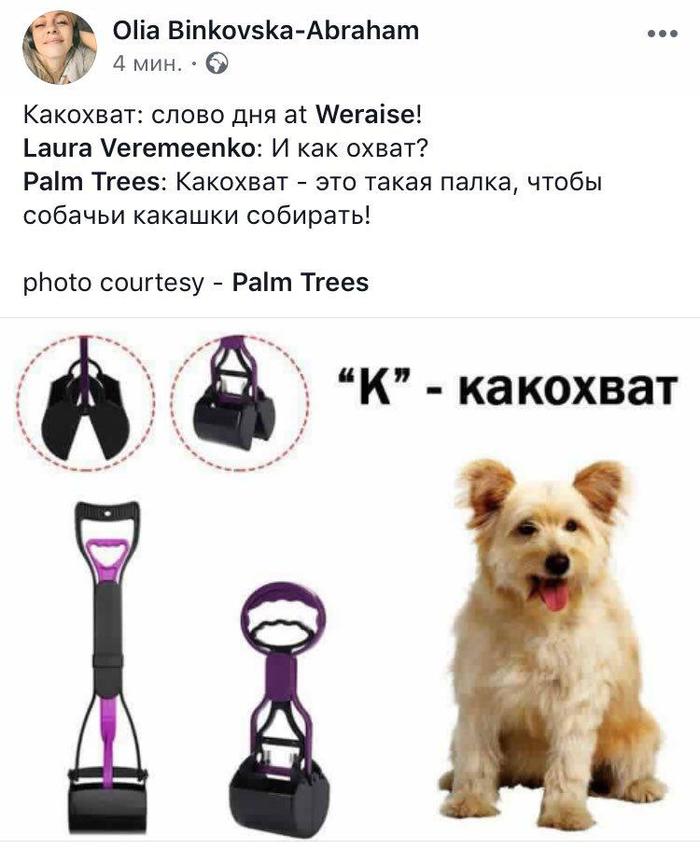 Olia Binkovska-Abraham
4 мин. ·
Какохват: слово дня at Weraise!
Laura Veremeenko: И как охват?
Palm Trees: Какохват - это такая палка, чтобы
собачьи какашки собирать!
photo courtesy - Palm Trees
“К” - какохват